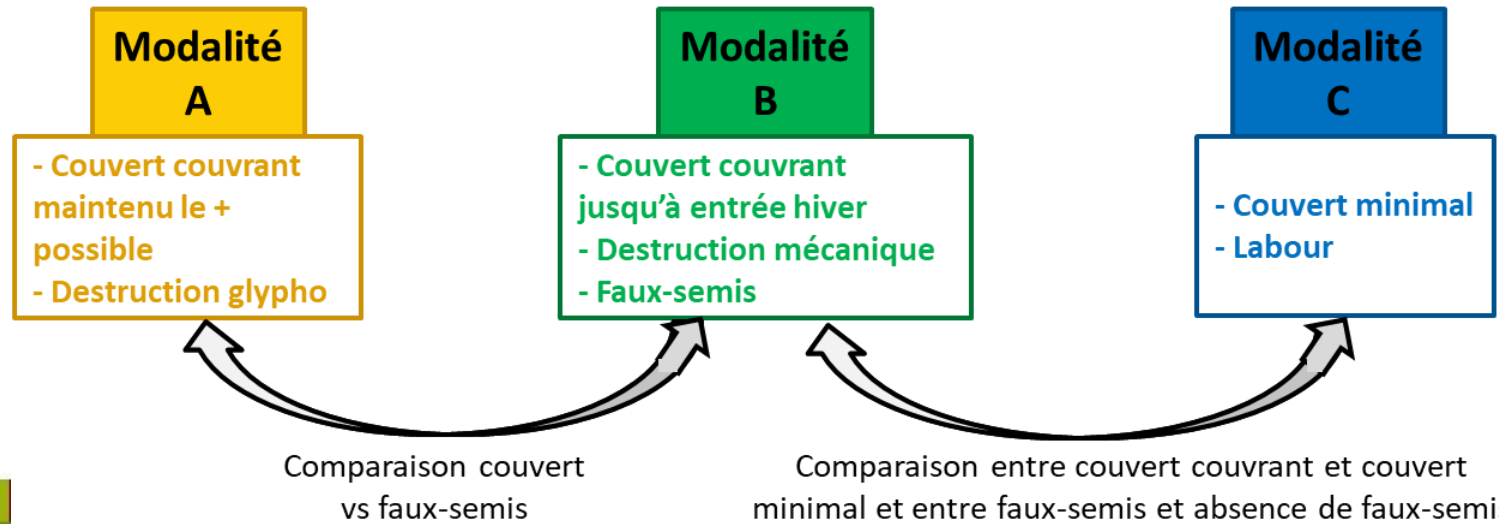 Modalité
A
- Couvert couvrant
maintenu le +
possible
- Destruction glypho
Modalité
B
- Couvert couvrant
jusqu’à entrée hiver
- Destruction mécanique
- Faux-semis
Modalité
C
- Couvert minimal
- Labour
Comparaison couvert
vs faux-semis
Comparaison entre couvert couvrant et couvert
minimal et entre faux-semis et absence de faux-semi